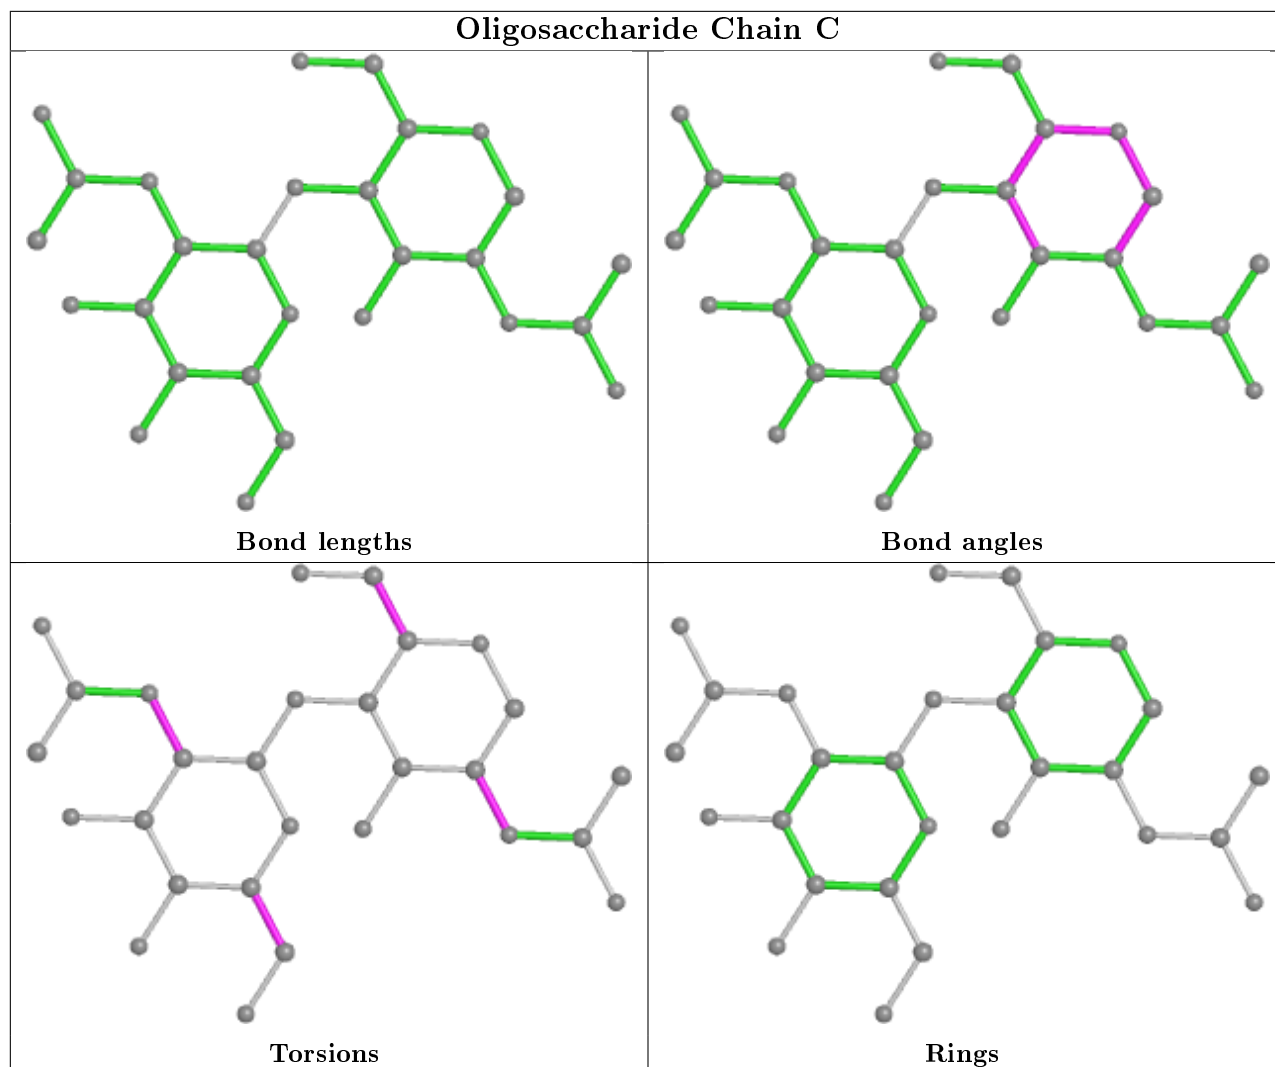 Oligosaccharide Chain C
Bond lengths
Bond angles
Torsions
Rings